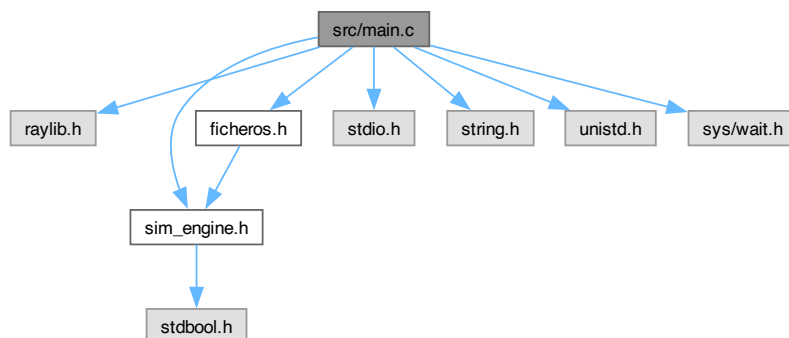 src/main.c
raylib.h
ficheros.h
stdio.h
string.h
unistd.h
sys/wait.h
sim_engine.h
stdbool.h